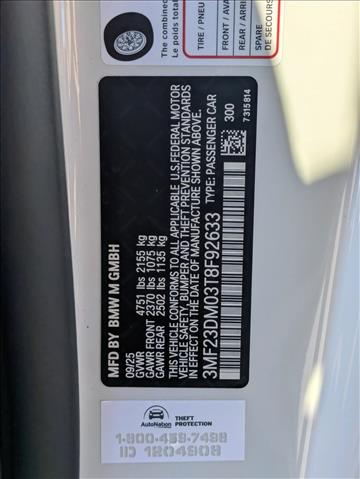 The combined
Le poids total
TIRE / PNEU
FRONT / AVA
REAR / ARRI
SPARE
DE SECOURS
MFD BY BMW M GMBH
09/25
GVWR 4751 lbs 2155 kg
GAWR FRONT 2370 lbs 1075 kg
GAWR REAR 2502 lbs 1135 kg
THIS VEHICLE CONFORMS TO ALL APPLICABLE U.S. FEDERAL MOTOR
VEHICLE SAFETY, BUMPER, AND THEFT PREVENTION STANDARDS
IN EFFECT ON THE DATE OF MANUFACTURE SHOWN ABOVE.
3MF23DM03T8F92633 TYPE: PASSENGER CAR
300
7315814
AutoNation
THEFT
PROTECTION
1-800-459-7498
ID 1204908